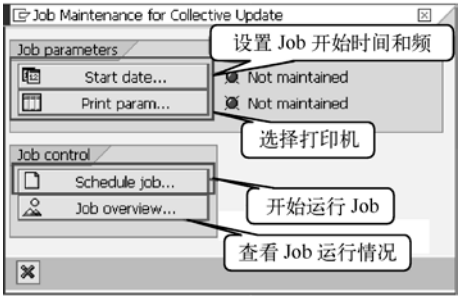 Job Maintenance for Collective Update
设置 Job 开始时间和频
Job parameters
Start date...
Not maintained
Print param...
Not maintained
选择打印机
Job control
Schedule job...
开始运行 Job
Job overview...
查看 Job 运行情况